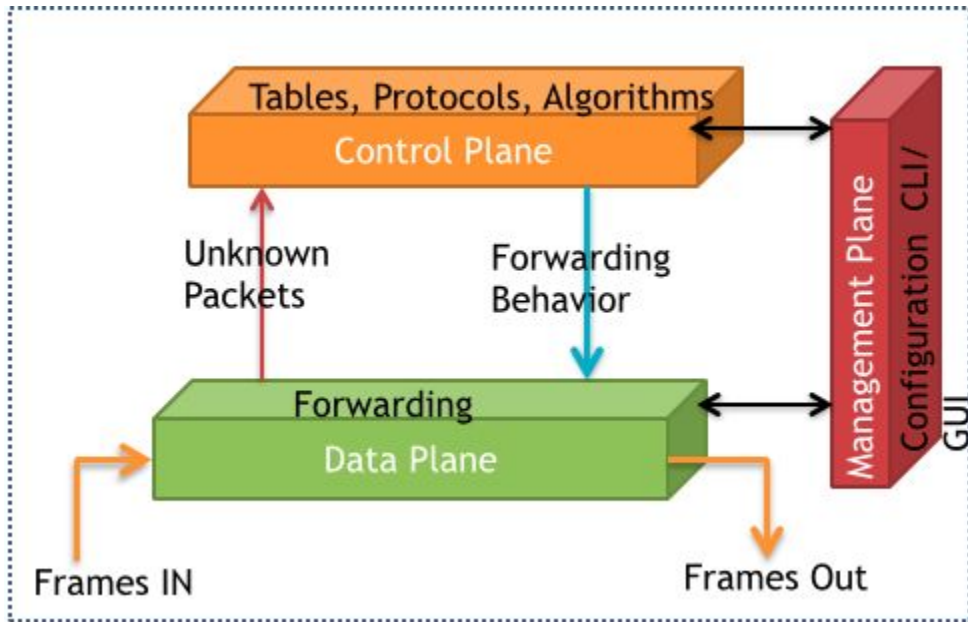 Tables, Protocols, Algorithms
Control Plane
Unknown
Packets
Forwarding
Behavior
Management Plane
Configuration CLI/
GUI
Forwarding
Data Plane
Frames IN
Frames Out